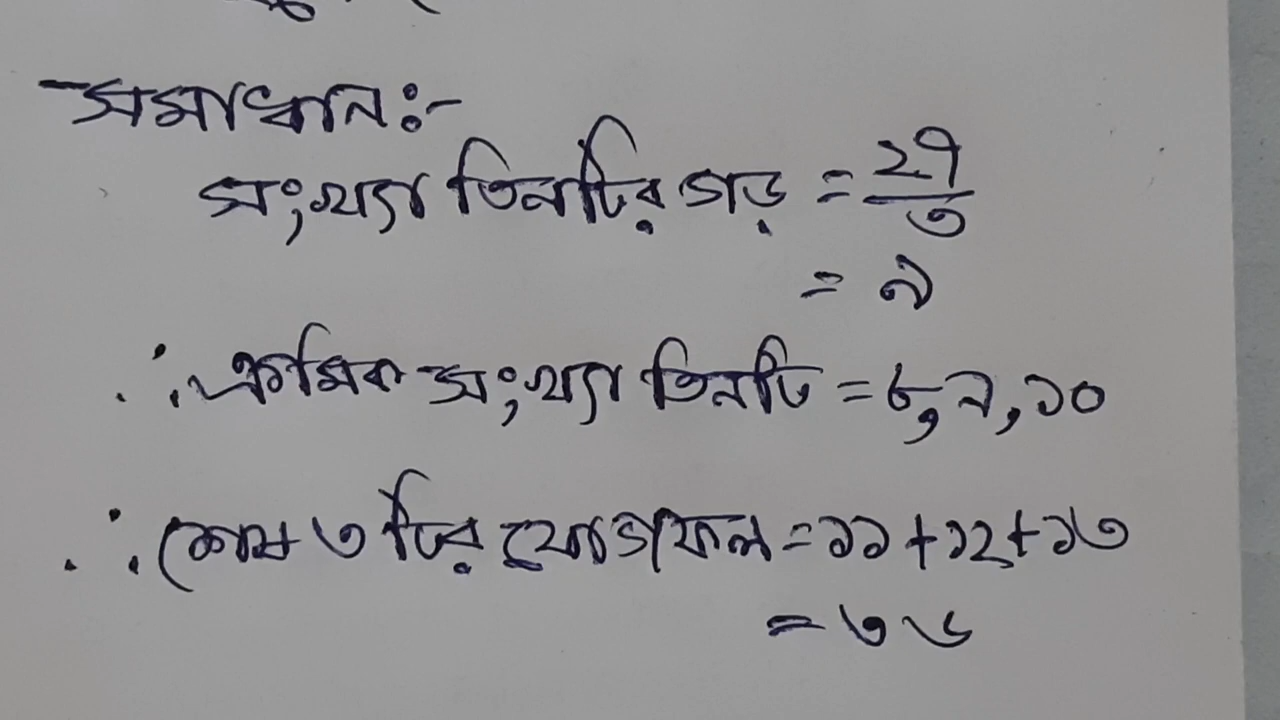 সমাধান:-
সংখ্যা তিনটির গড় = ২৭/৩
= ৯
∴ ক্রমিক সংখ্যা তিনটি = ৮, ৯, ১০
∴ শেষ ৩ টির যোগফল = ১১ + ১২ + ১৩
= ৩৬